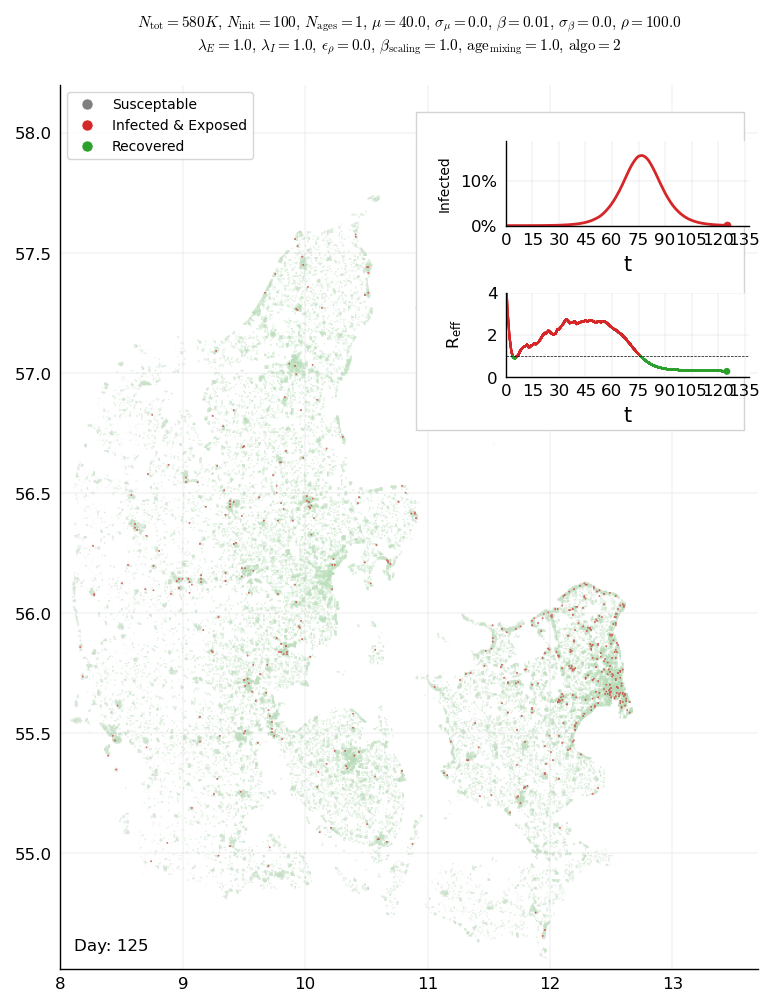 N_tot = 580K, N_init = 100, N_ages = 1, μ = 40.0, σ_μ = 0.0, β = 0.01, σ_β = 0.0, ρ = 100.0
λ_E = 1.0, λ_I = 1.0, ϵ_ρ = 0.0, β_scaling = 1.0, age_mixing = 1.0, algo = 2
Susceptable
Infected & Exposed
Recovered
Infected
10%
0%
0 15 30 45 60 75 90 105 120 135
t
R_eff
4
2
0
0 15 30 45 60 75 90 105 120 135
t
58.0
57.5
57.0
56.5
56.0
55.5
55.0
Day: 125
8 9 10 11 12 13